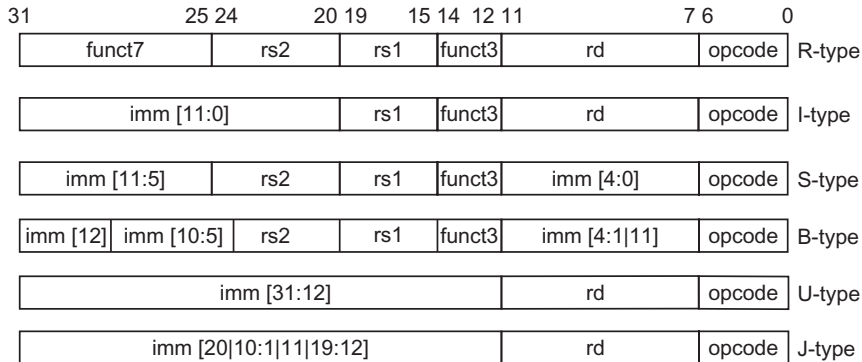 31 25 24 20 19 15 14 12 11 7 6 0
funct7 rs2 rs1 funct3 rd opcode R-type
imm [11:0] rs1 funct3 rd opcode I-type
imm [11:5] rs2 rs1 funct3 imm [4:0] opcode S-type
imm [12] imm [10:5] rs2 rs1 funct3 imm [4:1|11] opcode B-type
imm [31:12] rd opcode U-type
imm [20|10:1|11|19:12] rd opcode J-type